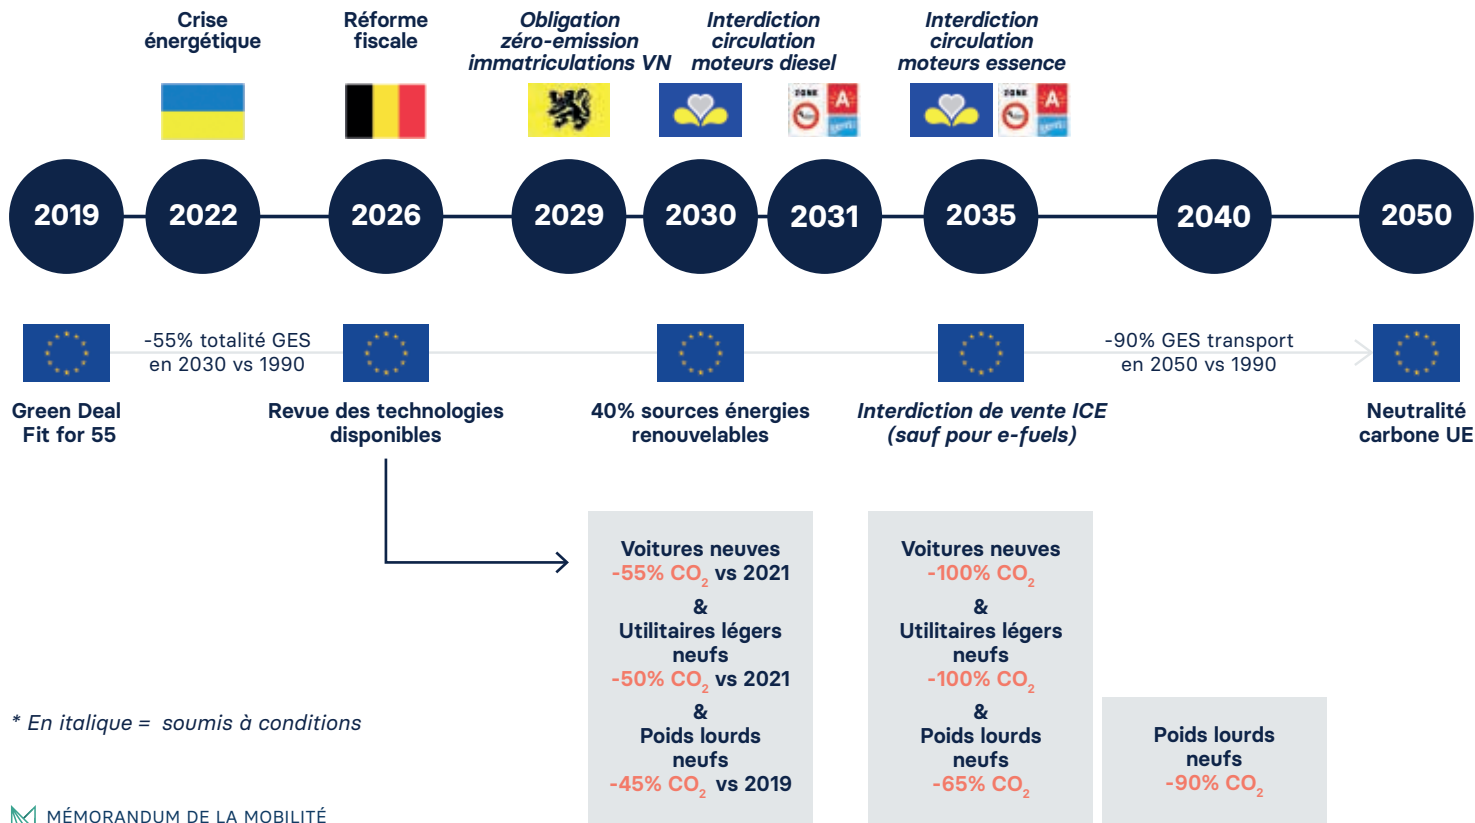 Crise
énergétique
Réforme
fiscale
Obligation
zéro-emission
immatriculations VN
Interdiction
circulation
moteurs diesel
Interdiction
circulation
moteurs essence
ZONE
A
ZONE
A
2019
2022
2026
2029
2030
2031
2035
2040
2050
-55% totalité GES
en 2030 vs 1990
-90% GES transport
en 2050 vs 1990
Green Deal
Fit for 55
Revue des technologies
disponibles
40% sources énergies
renouvelables
Interdiction de vente ICE
(sauf pour e-fuels)
Neutralité
carbone UE
Voitures neuves
-55% CO₂ vs 2021
&
Utilitaires légers
neufs
-50% CO₂ vs 2021
&
Poids lourds
neufs
-45% CO₂ vs 2019
Voitures neuves
-100% CO₂
&
Utilitaires légers
neufs
-100% CO₂
&
Poids lourds
neufs
-65% CO₂
Poids lourds
neufs
-90% CO₂
* En italique = soumis à conditions
MÉMORANDUM DE LA MOBILITÉ